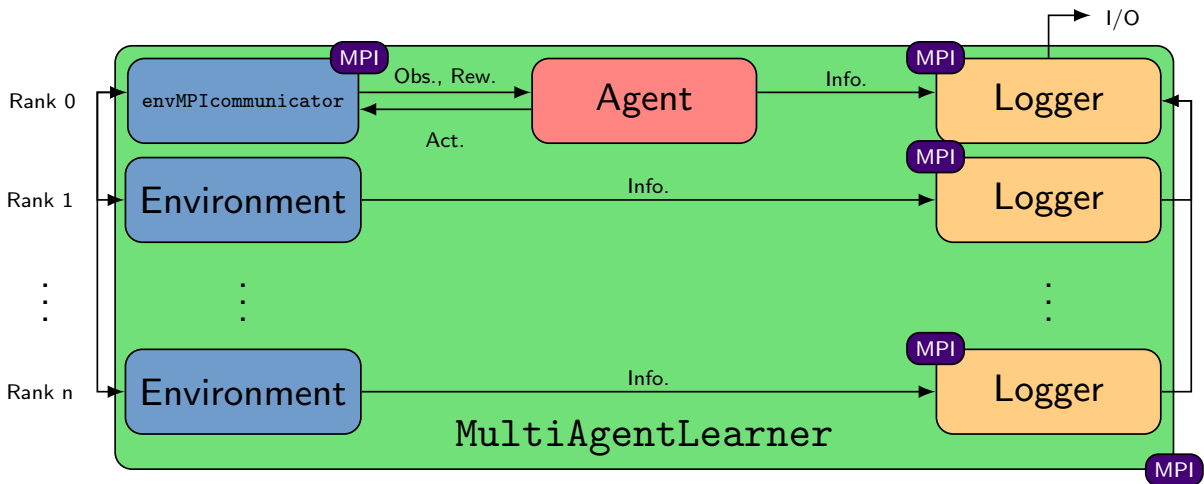 I/O
MPI
MPI
Rank 0
envMPIcommunicator
Obs., Rew.
Act.
Agent
Info.
Logger
MPI
Rank 1
Environment
Info.
Logger
Rank n
Environment
Info.
MPI
Logger
MultiAgentLearner
MPI